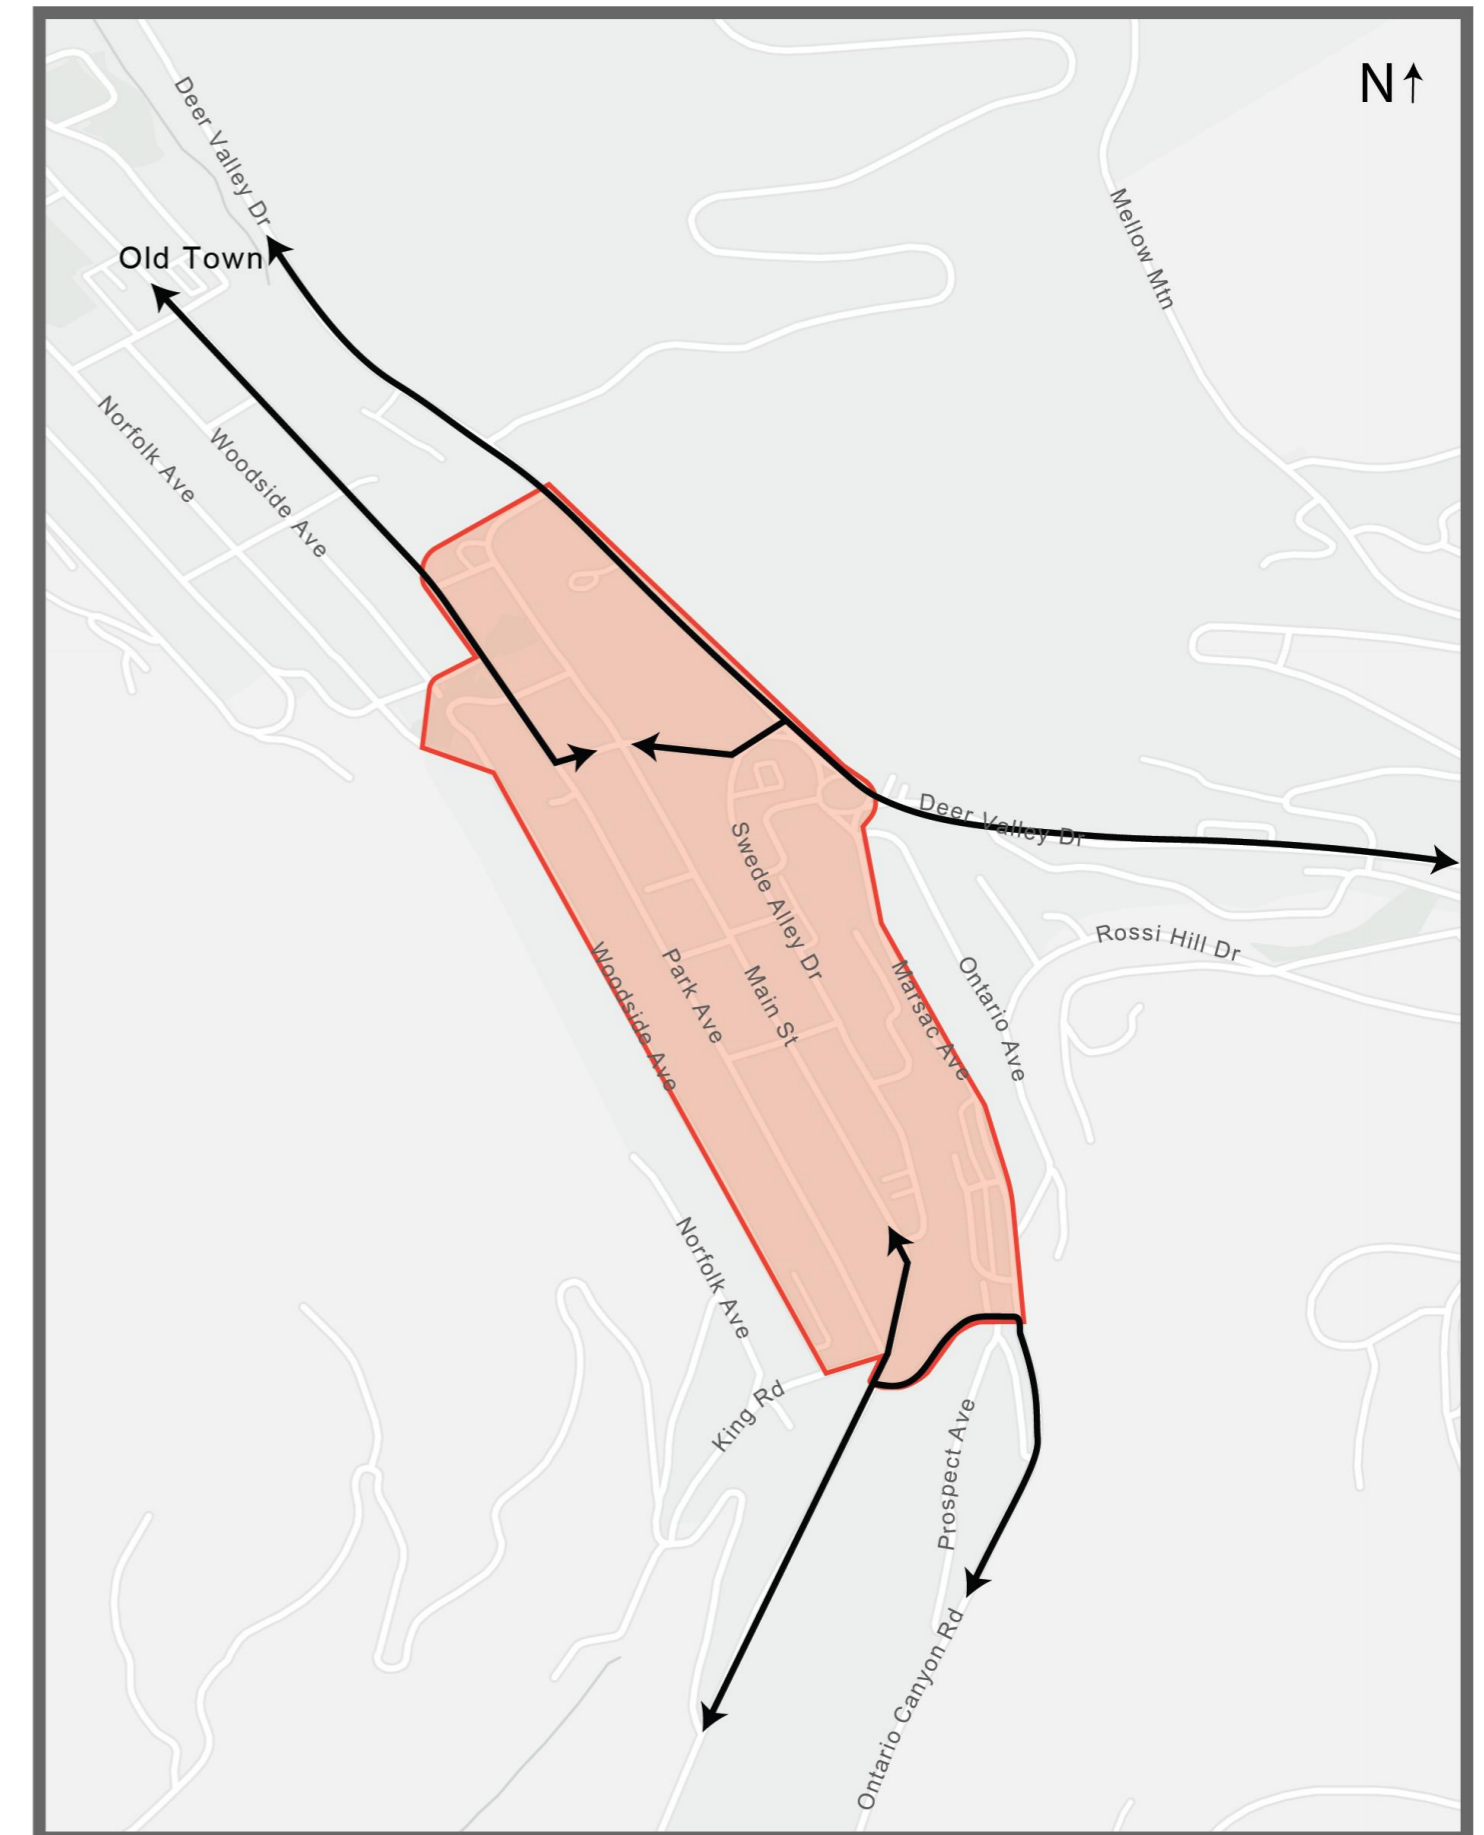 N
Deer Valley Dr
Mellow Mtn
Old Town
Norfolk Ave
Woodside Ave
Deer Valley Dr
Swede Alley Dr
Rossi Hill Dr
Woodside Ave
Park Ave
Main St
Marsac Ave
Ontario Ave
Norfolk Ave
King Rd
Prospect Ave
Ontario Canyon Rd